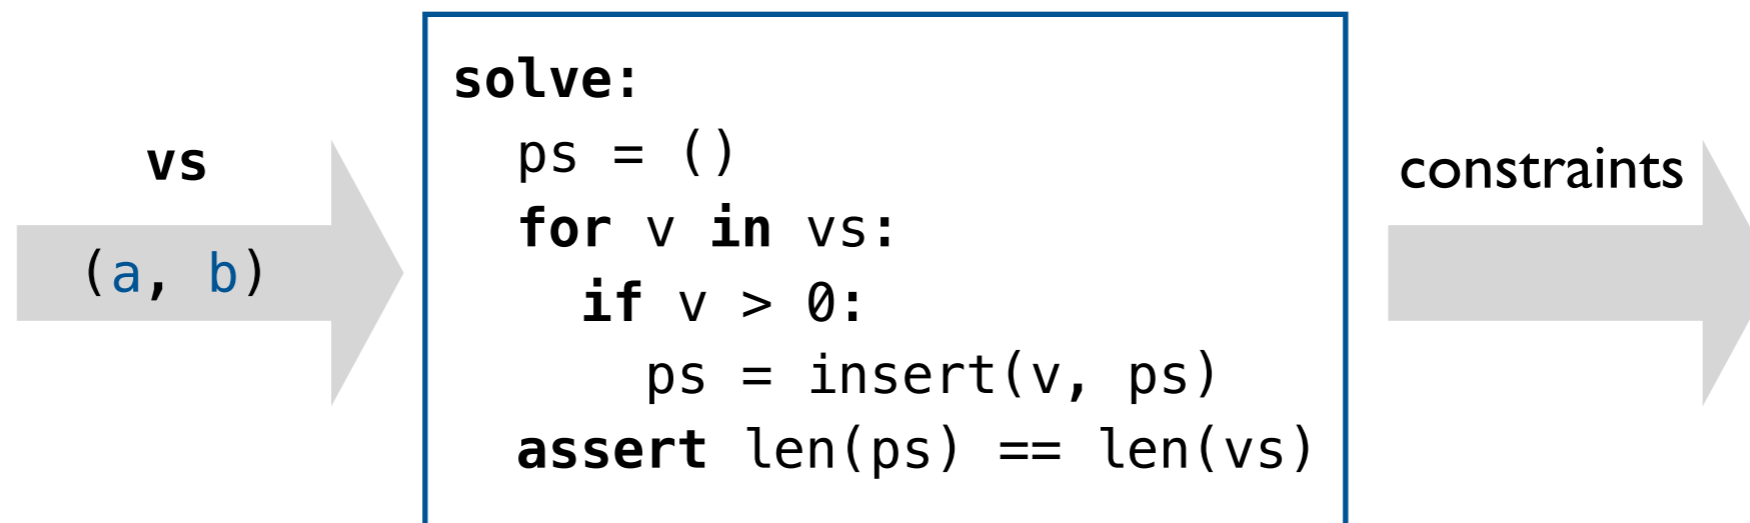 vs
(a, b)
solve:
ps = ()
for v in vs:
if v > 0:
ps = insert(v, ps)
assert len(ps) == len(vs)
constraints